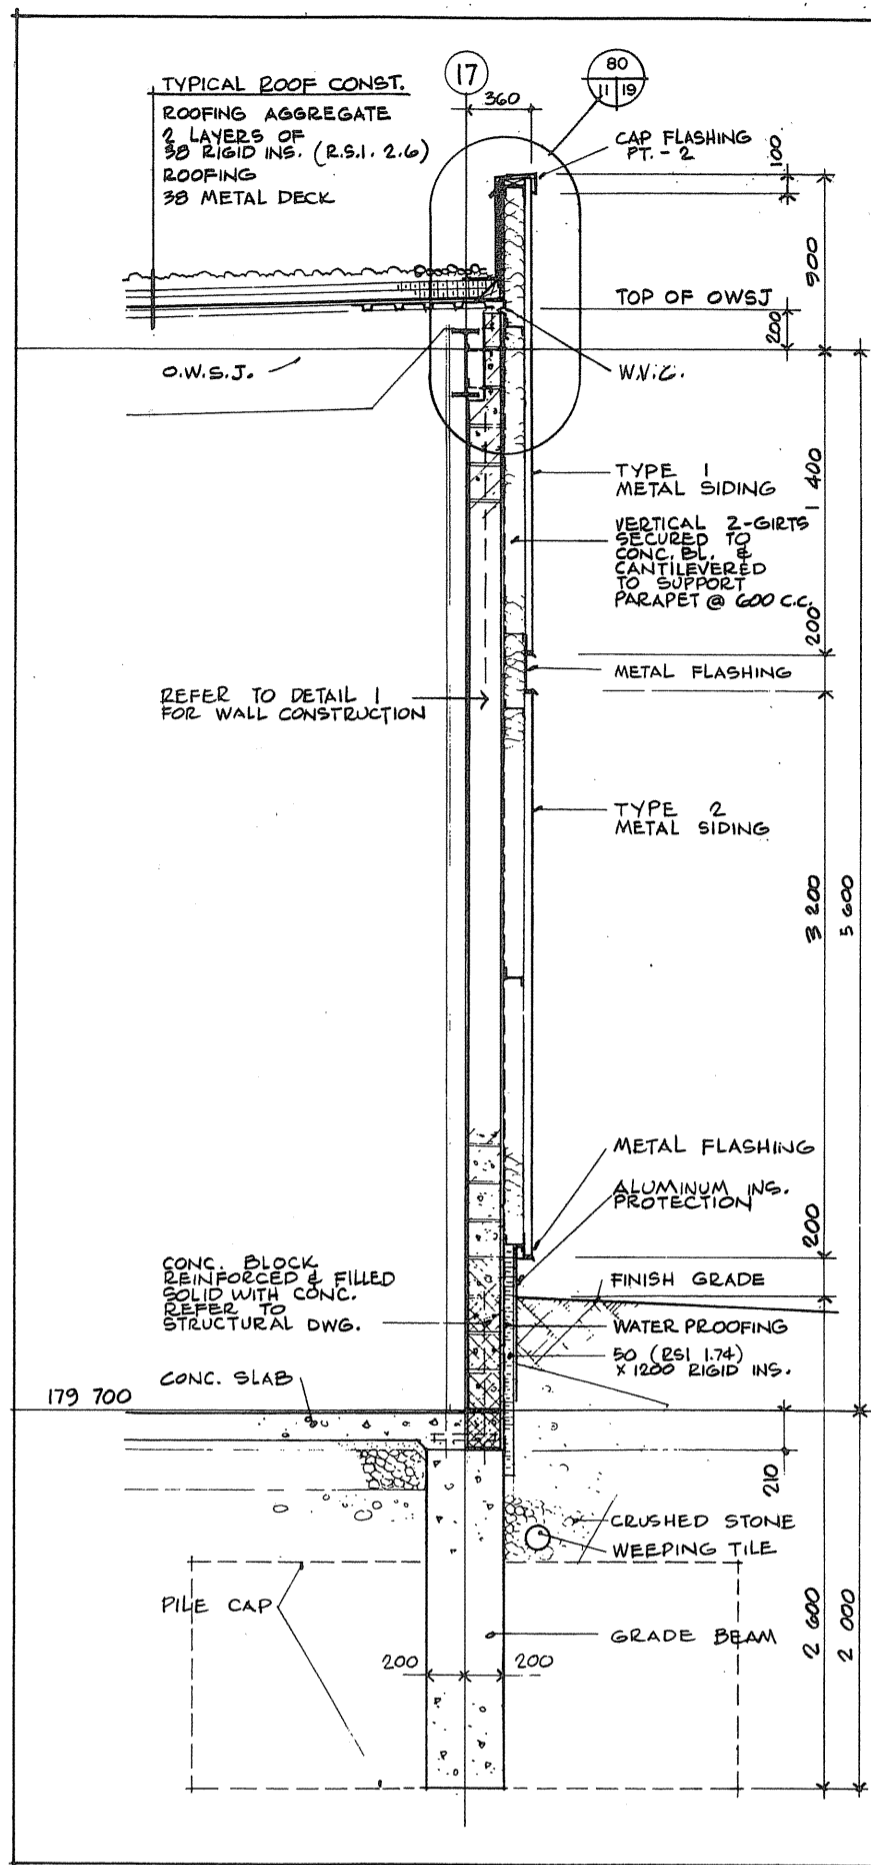 17
80
11 19
TYPICAL ROOF CONST.
360
ROOFING AGGREGATE
2 LAYERS OF
38 RIGID INS. (R.S.I. 2.6)
ROOFING
38 METAL DECK
CAP FLASHING
PT. - 2
100
900
TOP OF OWSJ
200
O.W.S.J.
W.V.C.
TYPE 1
METAL SIDING
1 400
VERTICAL Z-GIRTS
SECURED TO
CONC. BL. &
CANTILEVERED
TO SUPPORT
PARAPET @ 600 C.C.
200
METAL FLASHING
REFER TO DETAIL 1
FOR WALL CONSTRUCTION
TYPE 2
METAL SIDING
3 200
5 600
METAL FLASHING
ALUMINUM INS.
PROTECTION
200
CONC. BLOCK
REINFORCED & FILLED
SOLID WITH CONC.
REFER TO
STRUCTURAL DWG.
FINISH GRADE
WATER PROOFING
50 (RSI 1.74)
x 1200 RIGID INS.
CONC. SLAB
179 700
210
CRUSHED STONE
WEEPING TILE
PILE CAP
GRADE BEAM
200
200
2 600
2 000